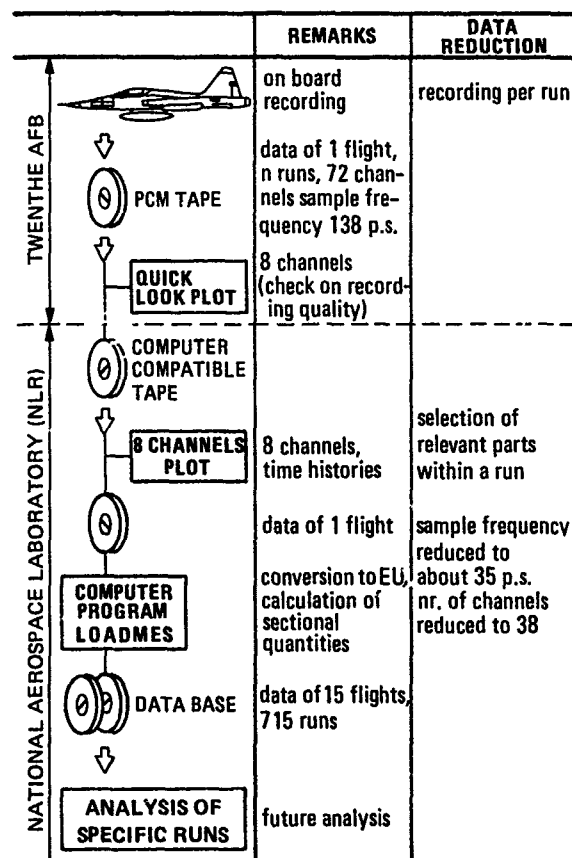 REMARKS
DATA
REDUCTION
TWENTHE AFB
on board
recording
recording per run
PCM TAPE
data of 1 flight,
n runs, 72 chan-
nels sample fre-
quency 138 p.s.
QUICK
LOOK PLOT
8 channels
(check on record-
ing quality)
NATIONAL AEROSPACE LABORATORY (NLR)
COMPUTER
COMPATIBLE
TAPE
8 CHANNELS
PLOT
8 channels,
time histories
selection of
relevant parts
within a run
data of 1 flight
sample frequency
reduced to
about 35 p.s.
nr. of channels
reduced to 38
COMPUTER
PROGRAM
LOADMES
conversion to EU,
calculation of
sectional
quantities
DATA BASE
data of 15 flights,
715 runs
ANALYSIS OF
SPECIFIC RUNS
future analysis